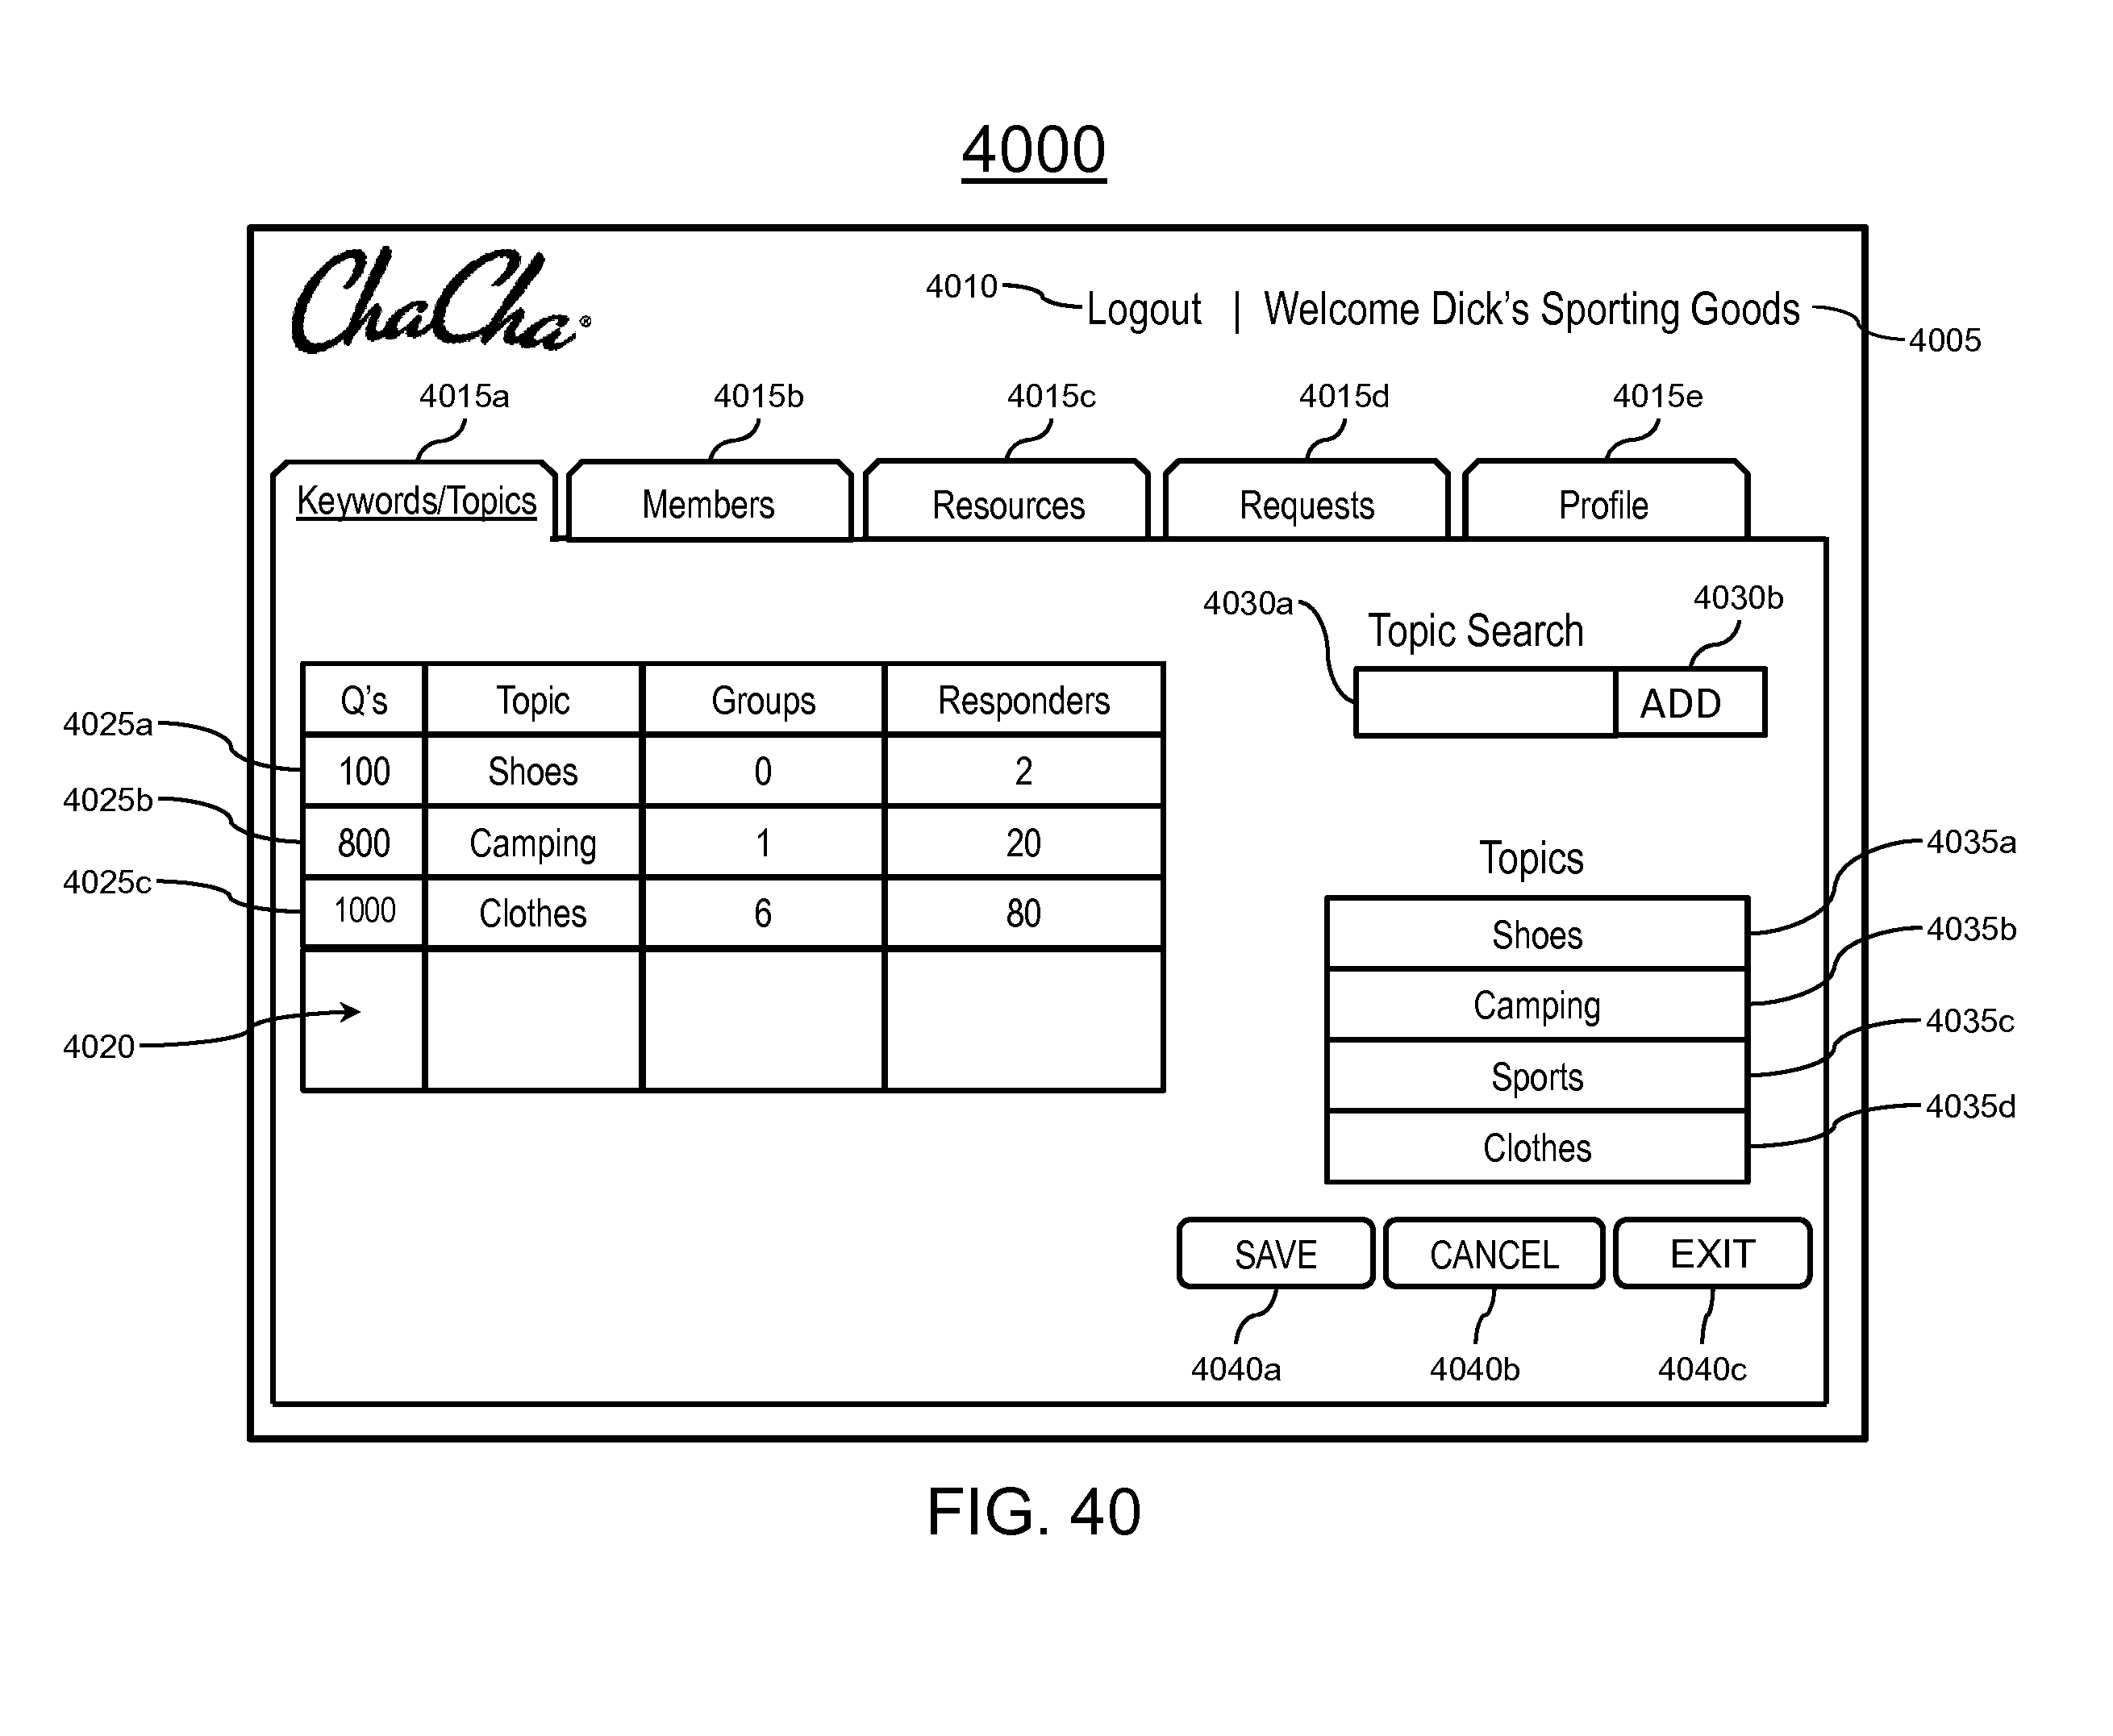 4000
ChaCha®
4010 Logout | Welcome Dick's Sporting Goods 4005
4015a 4015b 4015c 4015d 4015e
Keywords/Topics Members Resources Requests Profile
4030a Topic Search 4030b
ADD
Q's Topic Groups Responders
4025a 100 Shoes 0 2
4025b 800 Camping 1 20
4025c 1000 Clothes 6 80
4020
Topics
Shoes 4035a
Camping 4035b
Sports 4035c
Clothes 4035d
SAVE CANCEL EXIT
4040a 4040b 4040c
FIG. 40